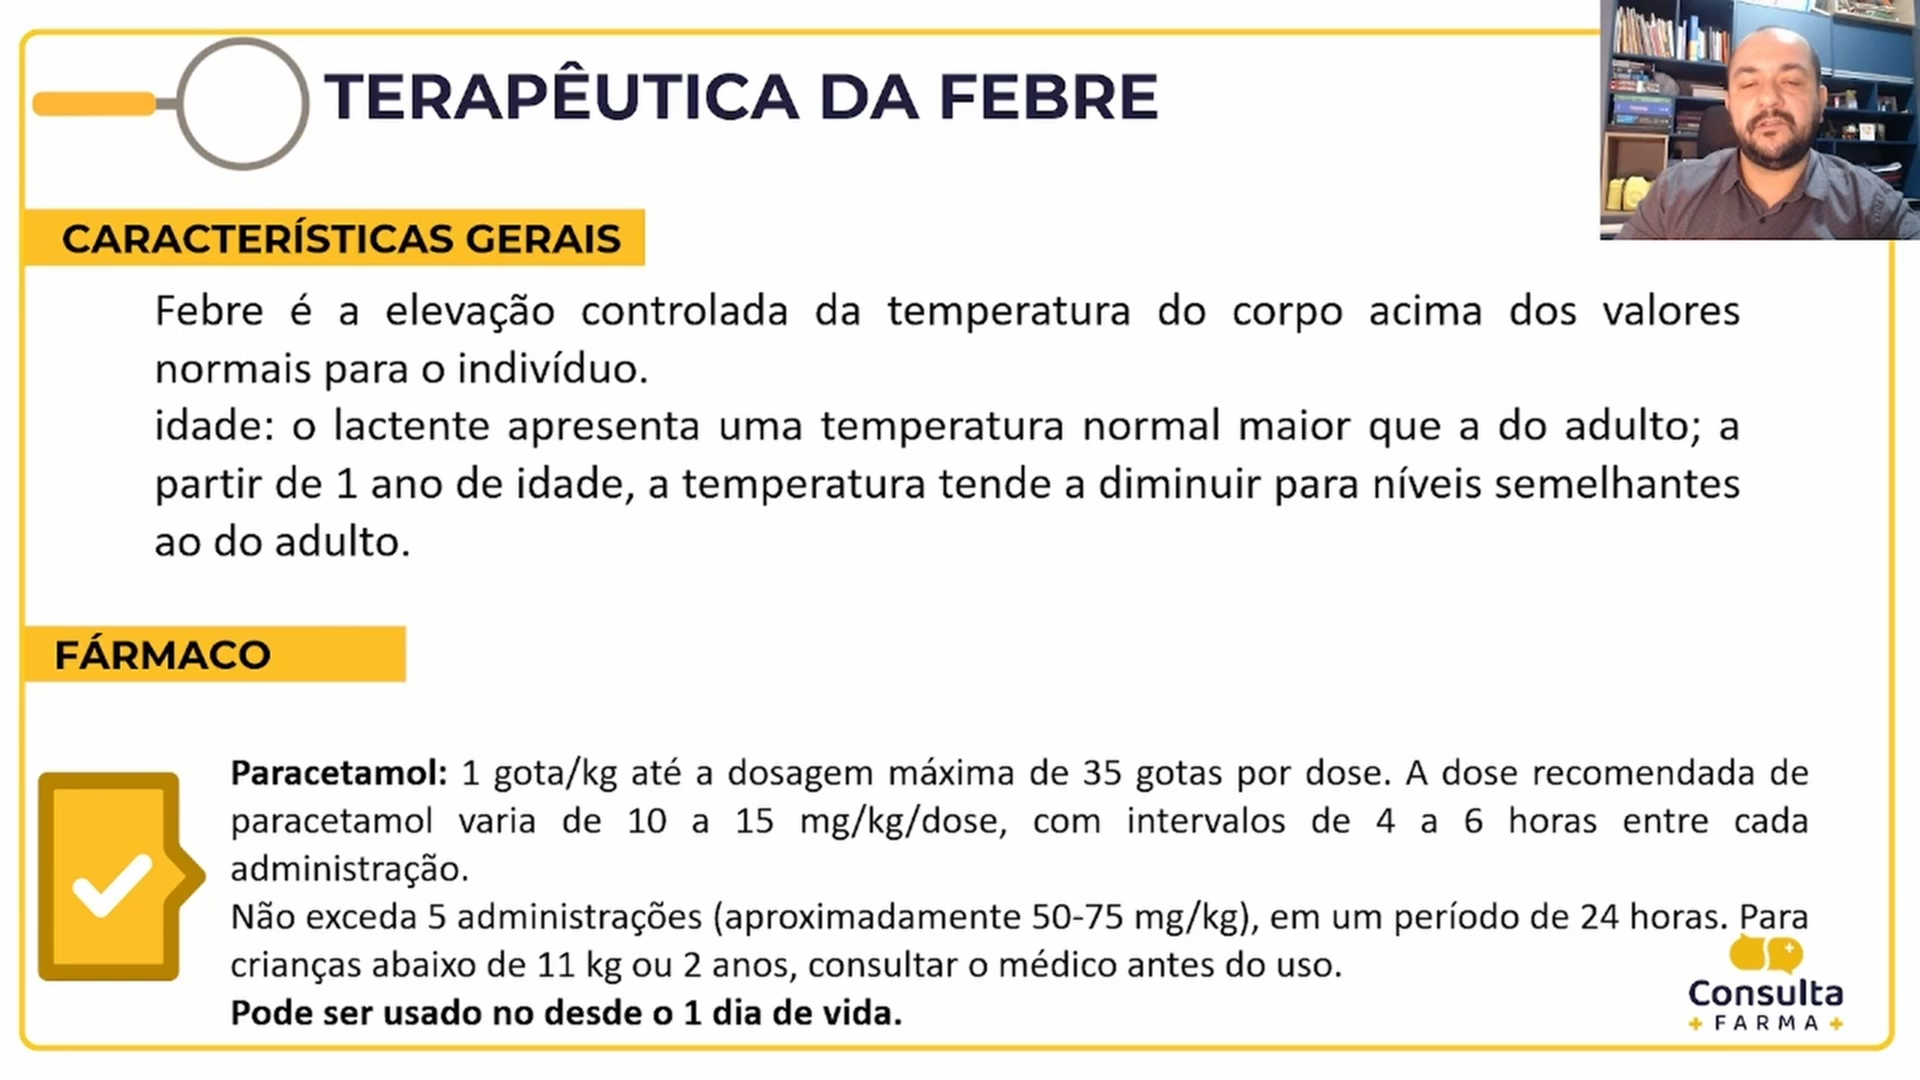 TERAPÊUTICA DA FEBRE
CARACTERÍSTICAS GERAIS
Febre é a elevação controlada da temperatura do corpo acima dos valores
normais para o indivíduo.
idade: o lactente apresenta uma temperatura normal maior que a do adulto; a
partir de 1 ano de idade, a temperatura tende a diminuir para níveis semelhantes
ao do adulto.
FÁRMACO
Paracetamol: 1 gota/kg até a dosagem máxima de 35 gotas por dose. A dose recomendada de
paracetamol varia de 10 a 15 mg/kg/dose, com intervalos de 4 a 6 horas entre cada
administração.
Não exceda 5 administrações (aproximadamente 50-75 mg/kg), em um período de 24 horas. Para
crianças abaixo de 11 kg ou 2 anos, consultar o médico antes do uso.
Pode ser usado no desde o 1 dia de vida.
Consulta
FARMA